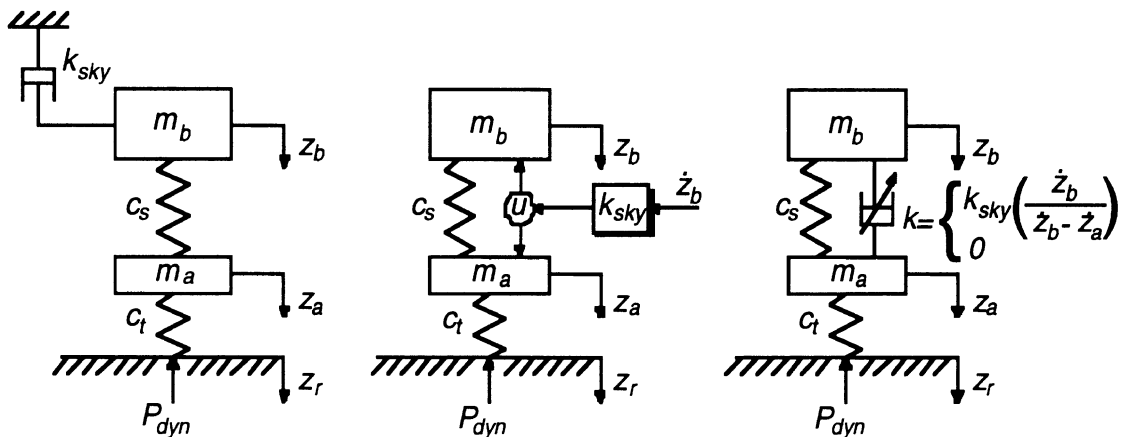 k_sky
m_b
z_b
c_s
m_a
z_a
c_t
z_r
P_dyn
m_b
z_b
c_s
u
k_sky
ż_b
m_a
z_a
c_t
z_r
P_dyn
m_b
z_b
c_s
k = { k_sky ( ż_b / ż_b - ż_a )
0
m_a
z_a
c_t
z_r
P_dyn